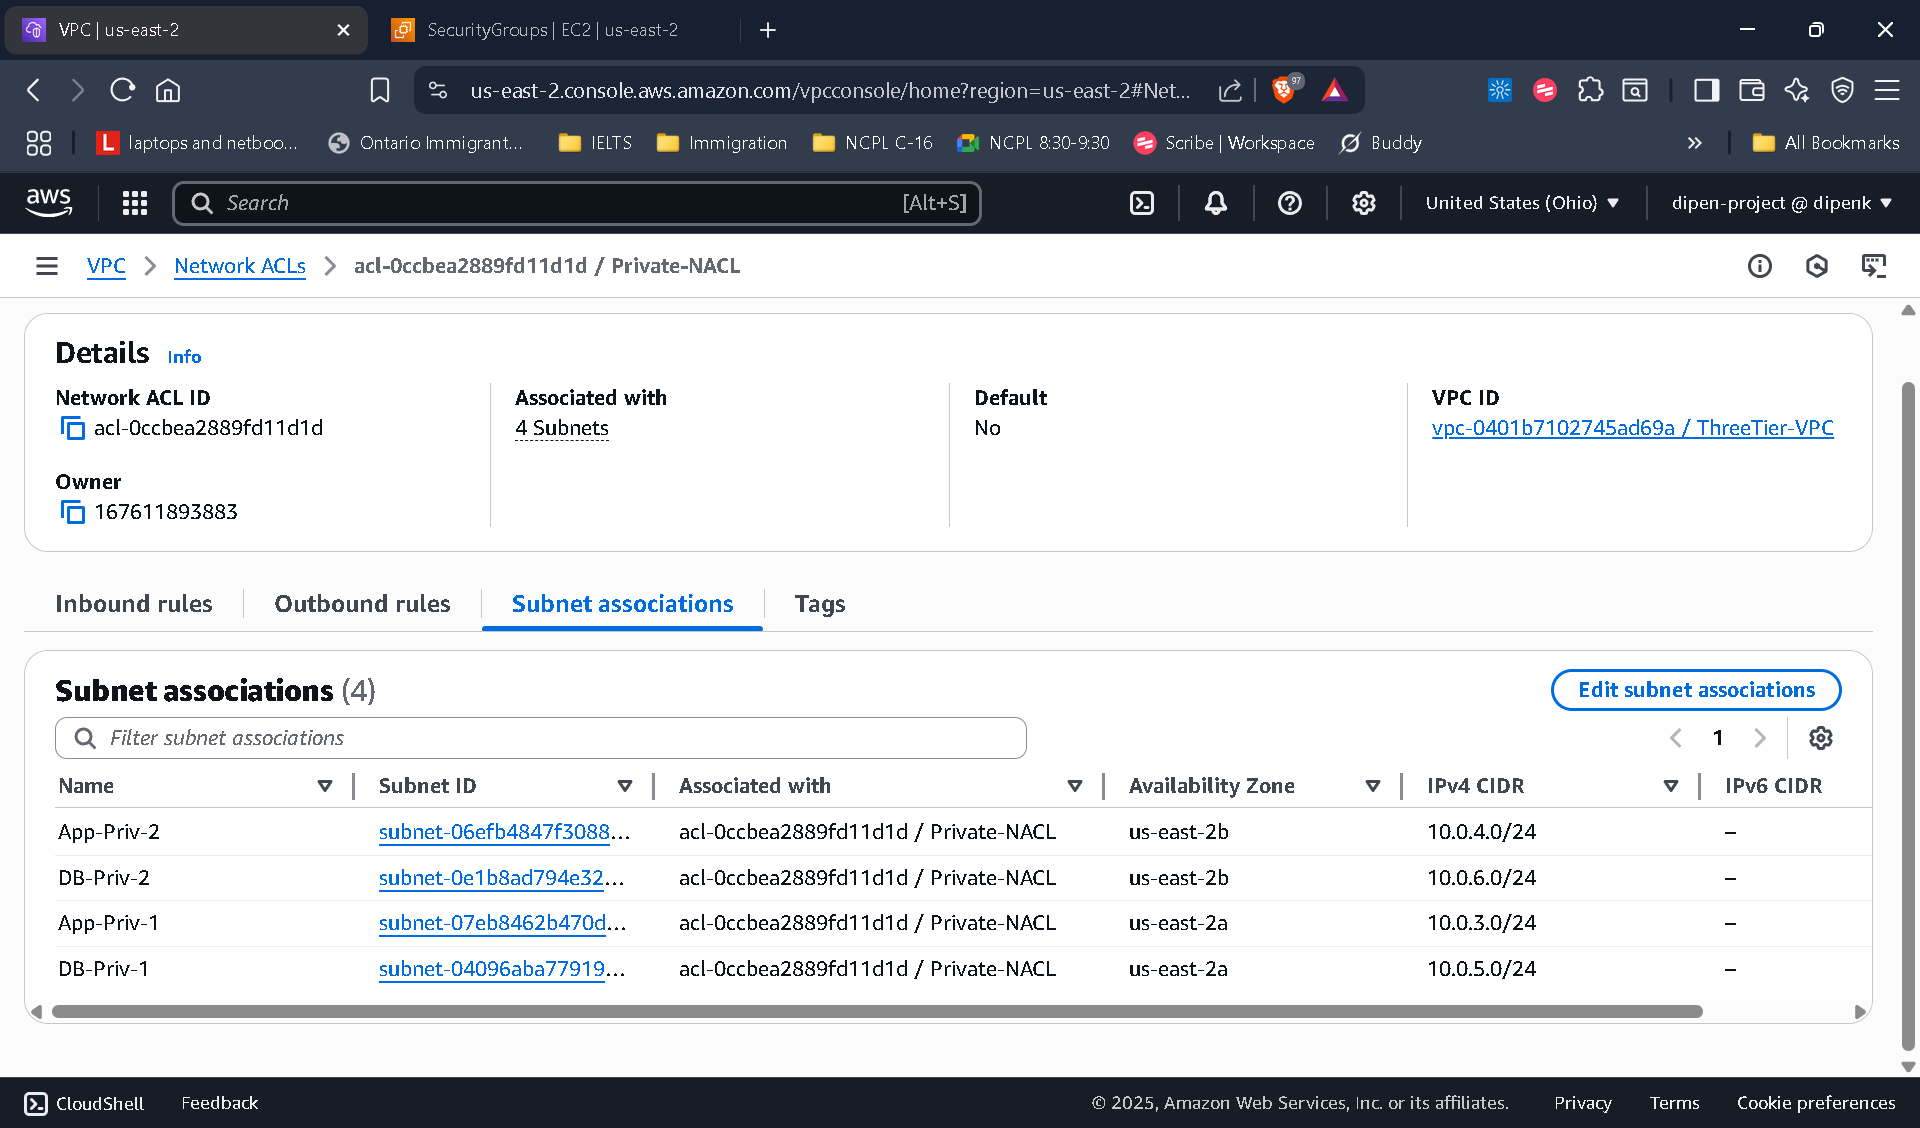 VPC | us-east-2
SecurityGroups | EC2 | us-east-2
us-east-2.console.aws.amazon.com/vpcconsole/home?region=us-east-2#Net...
97
laptops and netboo...
Ontario Immigrant...
IELTS
Immigration
NCPL C-16
NCPL 8:30-9:30
Scribe | Workspace
Buddy
All Bookmarks
aws
Search
[Alt+S]
United States (Ohio)
dipen-project @ dipenk
VPC
Network ACLs
acl-0ccbea2889fd11d1d / Private-NACL
Details Info
Network ACL ID
acl-0ccbea2889fd11d1d
Associated with
4 Subnets
Default
No
VPC ID
vpc-0401b7102745ad69a / ThreeTier-VPC
Owner
167611893883
Inbound rules
Outbound rules
Subnet associations
Tags
Subnet associations (4)
Edit subnet associations
Filter subnet associations
1
Name Subnet ID Associated with Availability Zone IPv4 CIDR IPv6 CIDR
App-Priv-2 subnet-06efb4847f3088... acl-0ccbea2889fd11d1d / Private-NACL us-east-2b 10.0.4.0/24 –
DB-Priv-2 subnet-0e1b8ad794e32... acl-0ccbea2889fd11d1d / Private-NACL us-east-2b 10.0.6.0/24 –
App-Priv-1 subnet-07eb8462b470d... acl-0ccbea2889fd11d1d / Private-NACL us-east-2a 10.0.3.0/24 –
DB-Priv-1 subnet-04096aba77919... acl-0ccbea2889fd11d1d / Private-NACL us-east-2a 10.0.5.0/24 –
CloudShell
Feedback
© 2025, Amazon Web Services, Inc. or its affiliates.
Privacy
Terms
Cookie preferences